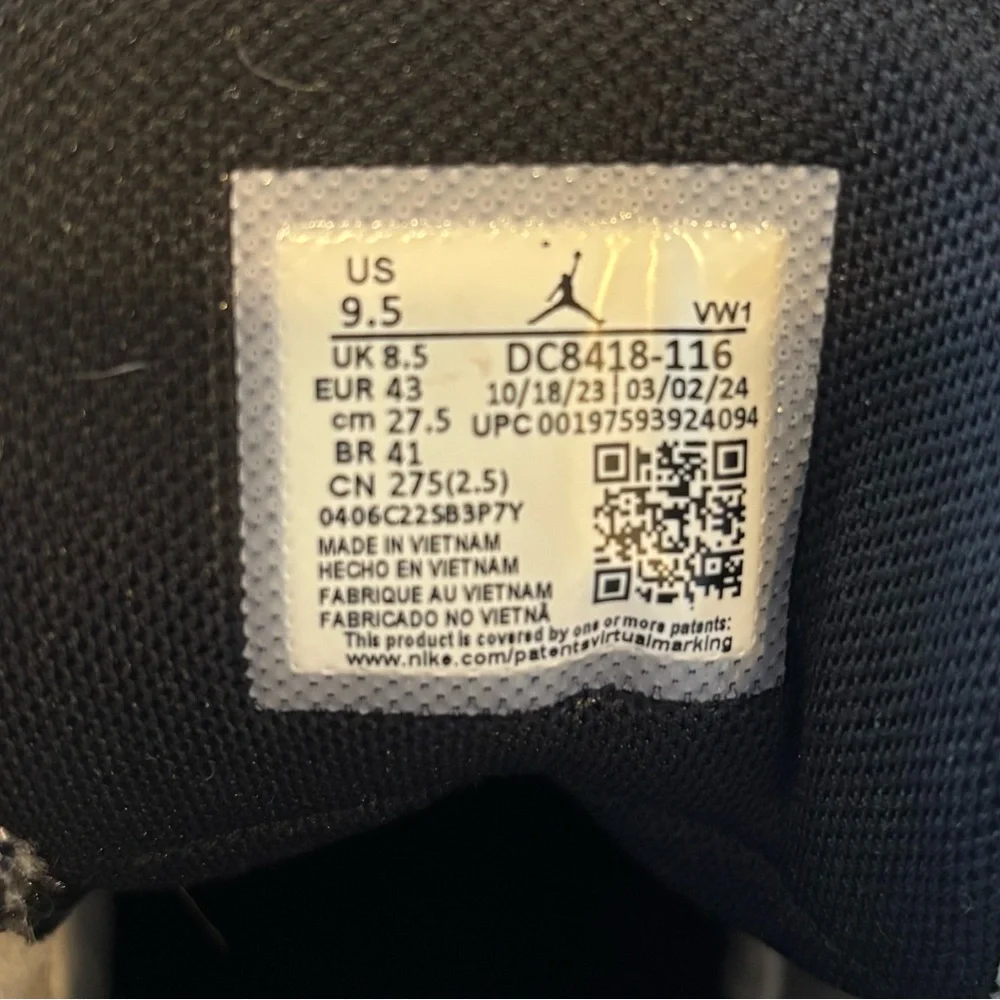 US
9.5
VW1
UK 8.5
DC8418-116
EUR 43
10/18/23 | 03/02/24
cm 27.5
UPC 00197593924094
BR 41
CN 275(2.5)
0406C22SB3P7Y
MADE IN VIETNAM
HECHO EN VIETNAM
FABRIQUE AU VIETNAM
FABRICADO NO VIETNÃ
This product is covered by one or more patents:
www.nike.com/patentsvirtualmarking